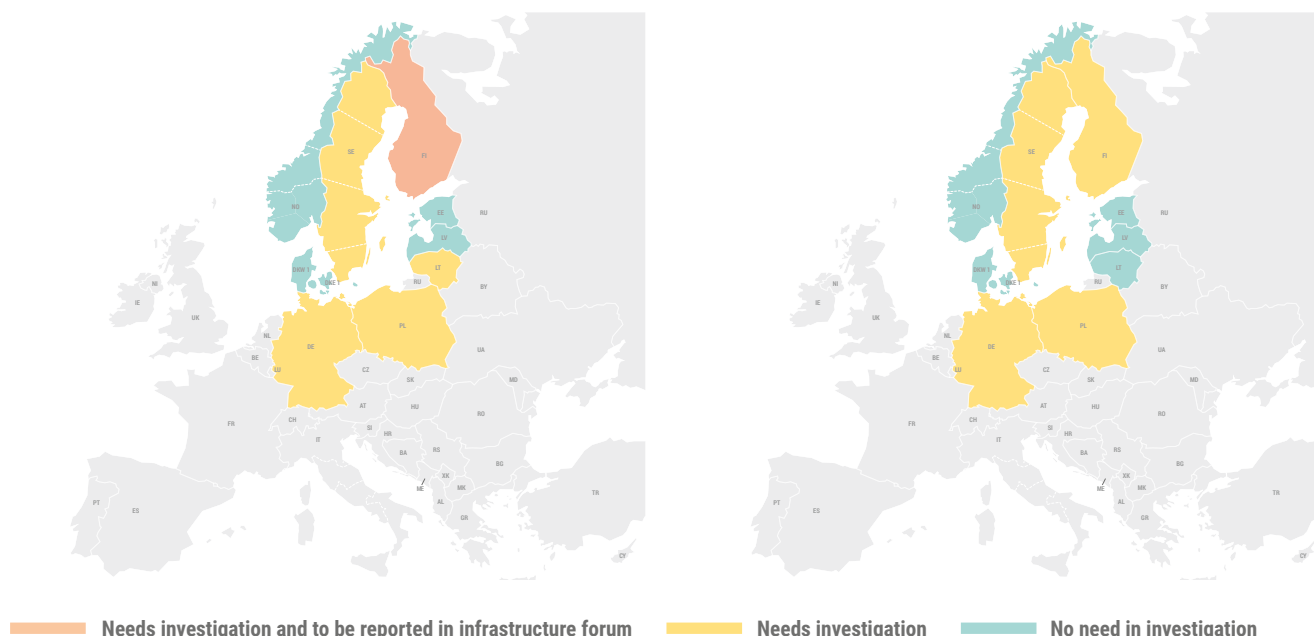 SE
FI
NO
EE
RU
LV
DKW 1
LT
DKE 1
RU
BY
NI
IE
UK
NL
PL
DE
BE
UA
LU
CZ
SK
MD
AT
HU
RO
FR
CH
SI
HR
IT
BA
RS
BG
XK
ME
MK
TR
PT
ES
AL
GR
CY
SE
FI
NO
EE
RU
LV
DKW 1
LT
DKE 1
RU
BY
NI
IE
UK
NL
PL
DE
BE
UA
LU
CZ
SK
MD
AT
HU
RO
FR
CH
SI
HR
IT
BA
RS
BG
XK
ME
MK
TR
PT
ES
AL
GR
CY
Needs investigation and to be reported in infrastructure forum
Needs investigation
No need in investigation